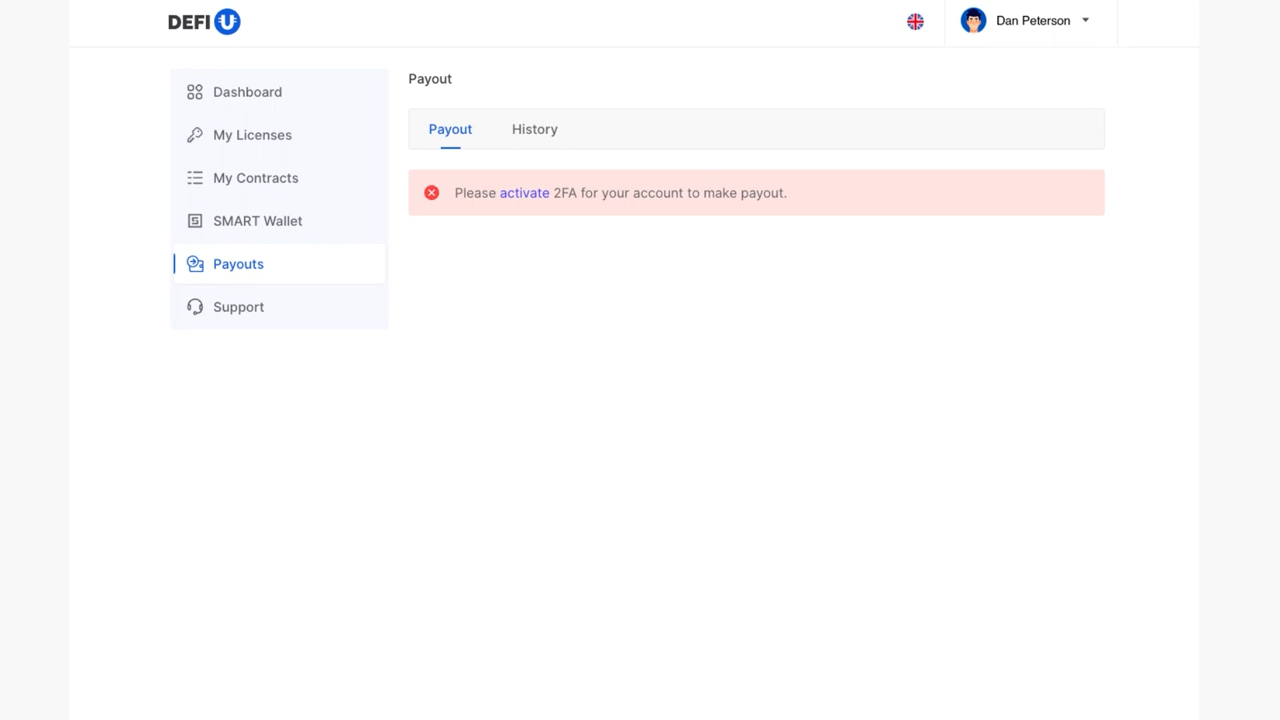 DEFI U
Dan Peterson
Dashboard
My Licenses
My Contracts
SMART Wallet
Payouts
Support
Payout
Payout History
Please activate 2FA for your account to make payout.